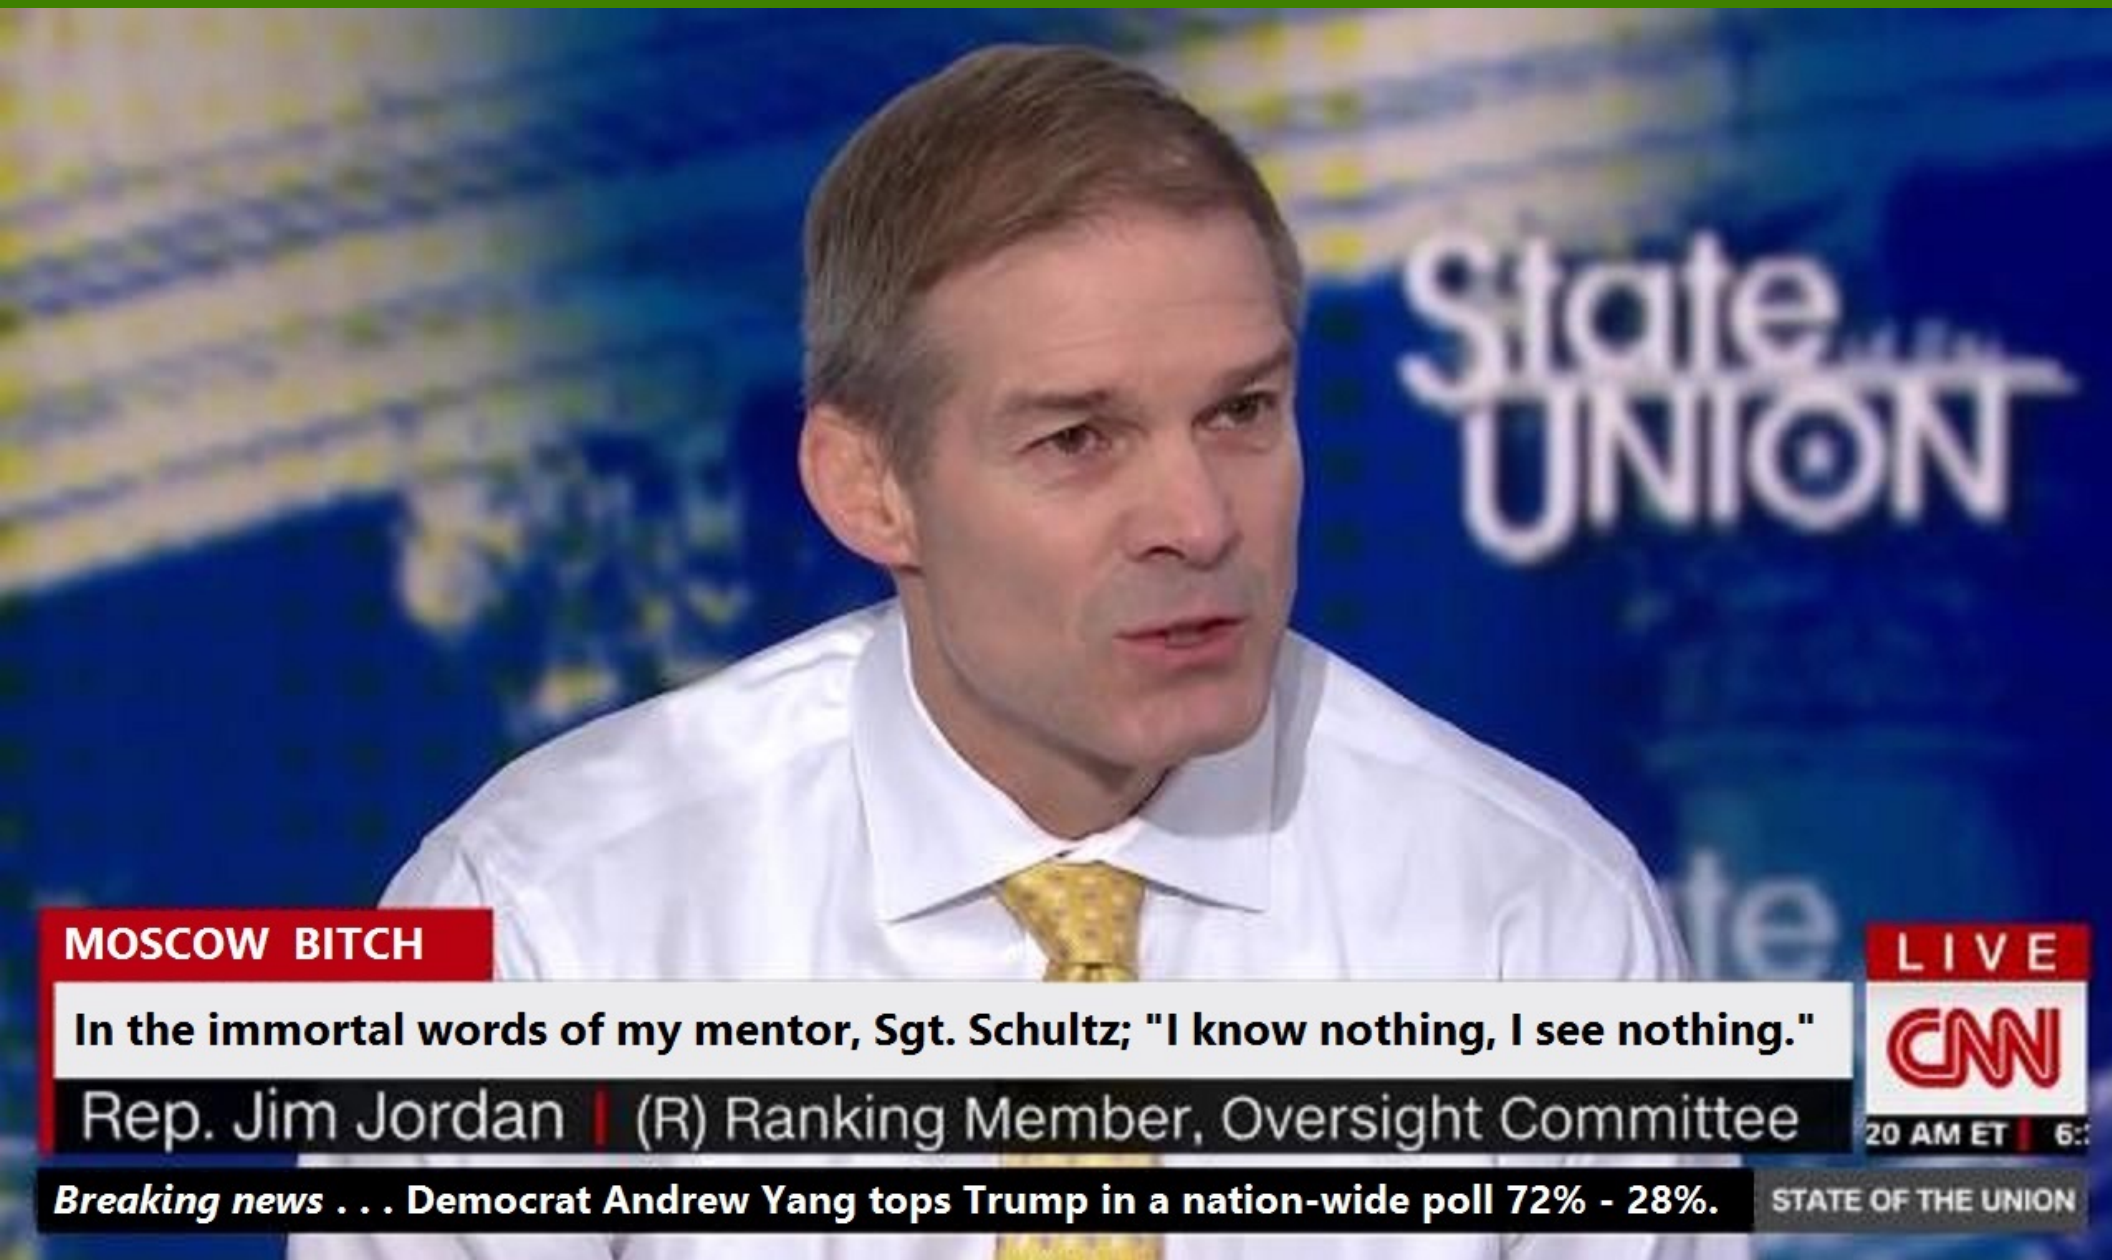 State
UNION
te
MOSCOW BITCH
LIVE
In the immortal words of my mentor, Sgt. Schultz; "I know nothing, I see nothing."
CNN
Rep. Jim Jordan | (R) Ranking Member, Oversight Committee
20 AM ET | 6:
Breaking news . . . Democrat Andrew Yang tops Trump in a nation-wide poll 72% - 28%.
STATE OF THE UNION